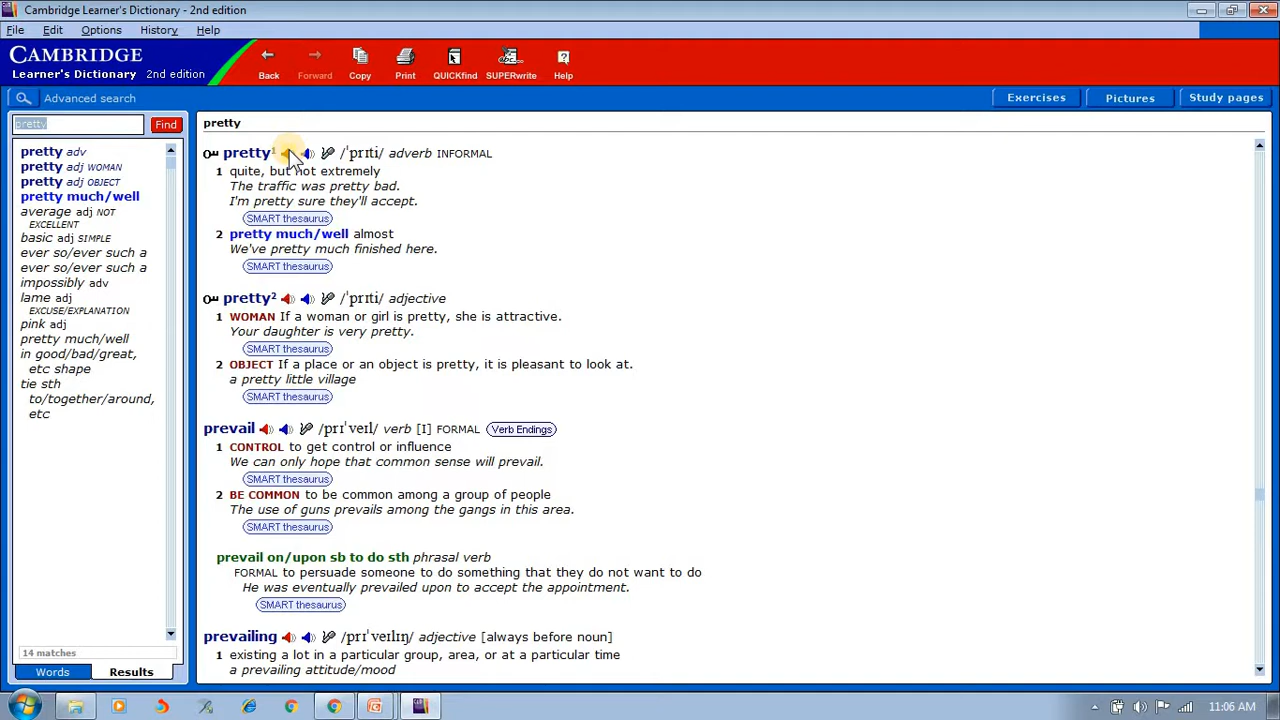 Cambridge Learner's Dictionary - 2nd edition
File Edit Options History Help
CAMBRIDGE
Learner's Dictionary 2nd edition
Back Forward Copy Print QUICKfind SUPERwrite Help
Advanced search
Exercises Pictures Study pages
pretty Find
pretty adv
pretty adj WOMAN
pretty adj OBJECT
pretty much/well
average adj NOT
EXCELLENT
basic adj SIMPLE
ever so/ever such a
ever so/ever such a
impossibly adv
lame adj
EXCUSE/EXPLANATION
pink adj
pretty much/well
in good/bad/great,
etc shape
tie sth
to/together/around,
etc
14 matches
Words Results
pretty
pretty¹ /ˈprɪti/ adverb INFORMAL
1 quite, but not extremely
The traffic was pretty bad.
I'm pretty sure they'll accept.
SMART thesaurus
2 pretty much/well almost
We've pretty much finished here.
SMART thesaurus
pretty² /ˈprɪti/ adjective
1 WOMAN If a woman or girl is pretty, she is attractive.
Your daughter is very pretty.
SMART thesaurus
2 OBJECT If a place or an object is pretty, it is pleasant to look at.
a pretty little village
SMART thesaurus
prevail /prɪˈveɪl/ verb [I] FORMAL Verb Endings
1 CONTROL to get control or influence
We can only hope that common sense will prevail.
SMART thesaurus
2 BE COMMON to be common among a group of people
The use of guns prevails among the gangs in this area.
SMART thesaurus
prevail on/upon sb to do sth phrasal verb
FORMAL to persuade someone to do something that they do not want to do
He was eventually prevailed upon to accept the appointment.
SMART thesaurus
prevailing /prɪˈveɪlɪŋ/ adjective [always before noun]
1 existing a lot in a particular group, area, or at a particular time
a prevailing attitude/mood
11:06 AM